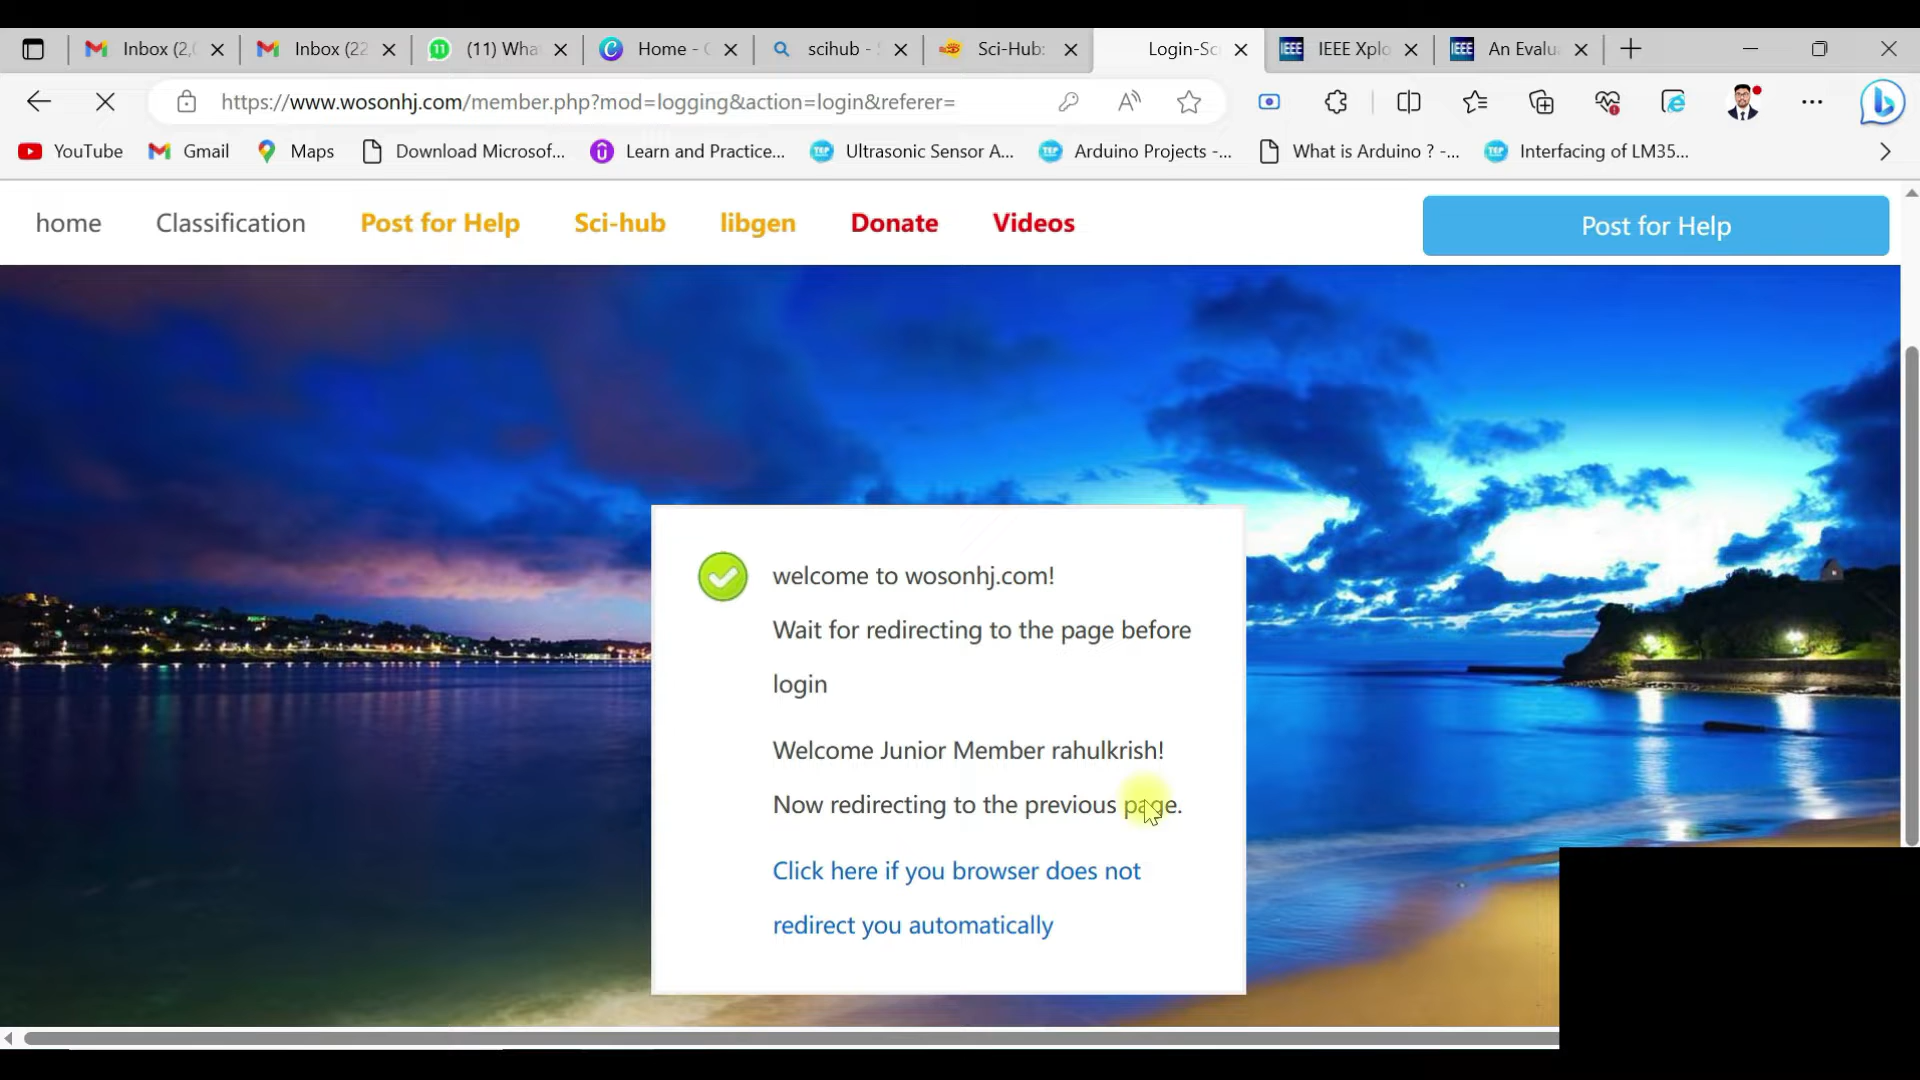 Inbox (2,
Inbox (22
(11) Wha
Home -
scihub -
Sci-Hub:
Login-Sc
IEEE Xplo
An Evalu
https://www.wosonhj.com/member.php?mod=logging&action=login&referer=
YouTube
Gmail
Maps
Download Microsof...
Learn and Practice...
Ultrasonic Sensor A...
Arduino Projects -...
What is Arduino ? -...
Interfacing of LM35...
home
Classification
Post for Help
Sci-hub
libgen
Donate
Videos
Post for Help
welcome to wosonhj.com!
Wait for redirecting to the page before
login
Welcome Junior Member rahulkrish!
Now redirecting to the previous page.
Click here if you browser does not
redirect you automatically